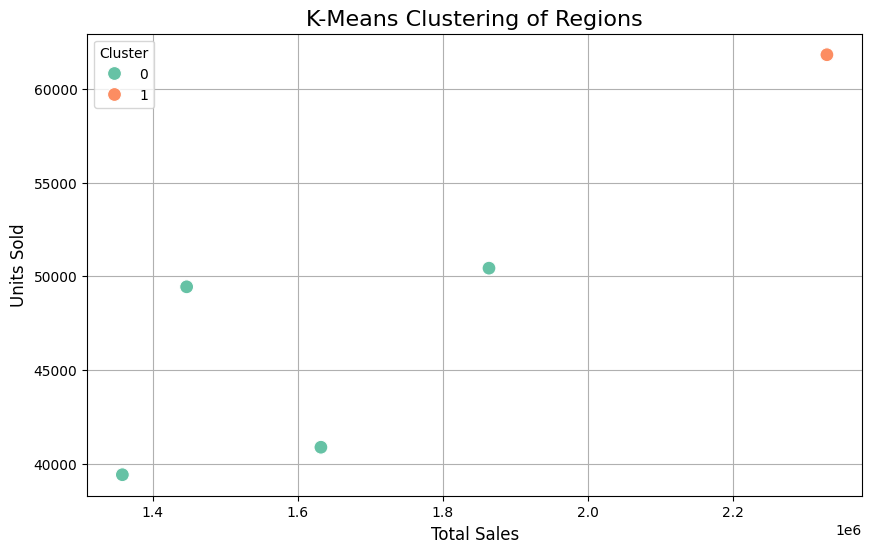 K-Means Clustering of Regions
Cluster
0
1
60000
55000
50000
45000
40000
Units Sold
1.4 1.6 1.8 2.0 2.2
1e6
Total Sales